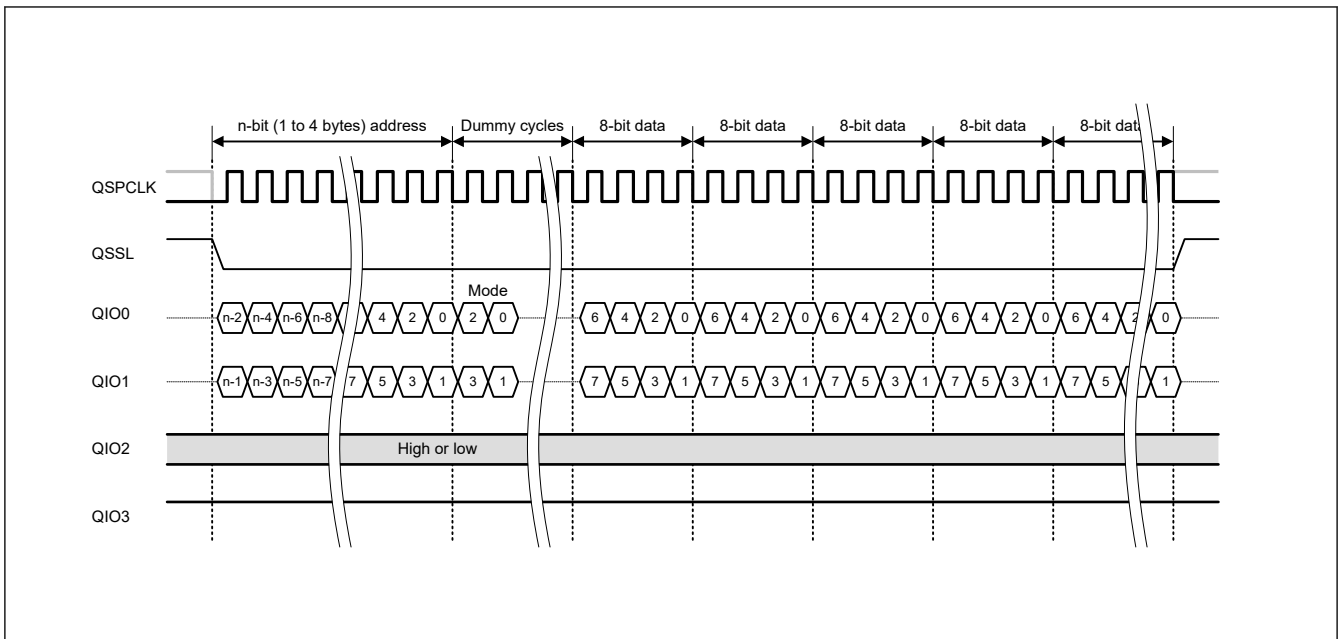 n-bit (1 to 4 bytes) address Dummy cycles 8-bit data 8-bit data 8-bit data 8-bit data 8-bit data
QSPCLK
QSSL
Mode
QIO0 n-2 n-4 n-6 n-8 4 2 0 2 0 6 4 2 0 6 4 2 0 6 4 2 0 6 4 2 0 6 4 2 0
QIO1 n-1 n-3 n-5 n-7 7 5 3 1 3 1 7 5 3 1 7 5 3 1 7 5 3 1 7 5 3 1 7 5 1
QIO2 High or low
QIO3